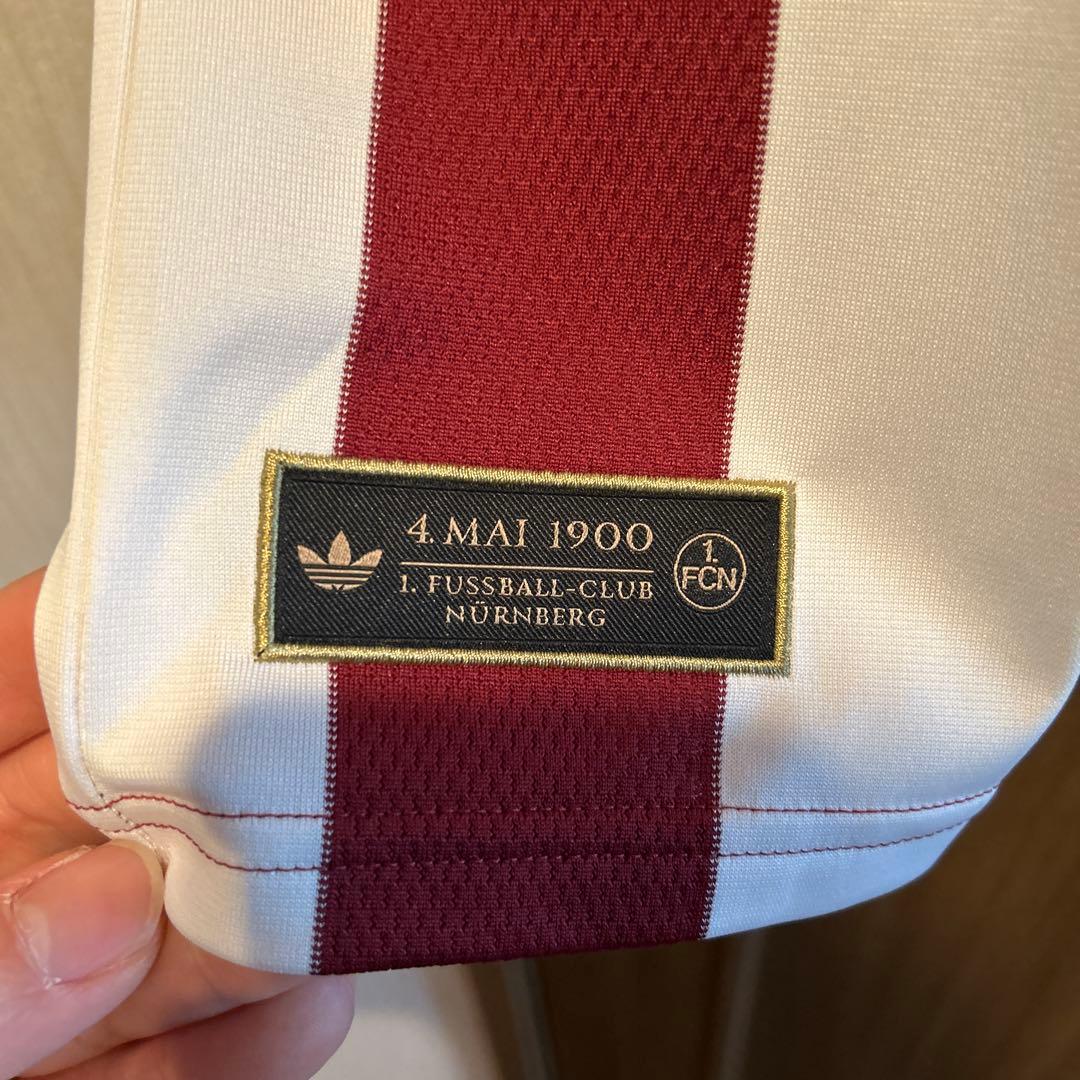 4. MAI 1900
1. FUSSBALL-CLUB
NÜRNBERG
1.
FCN